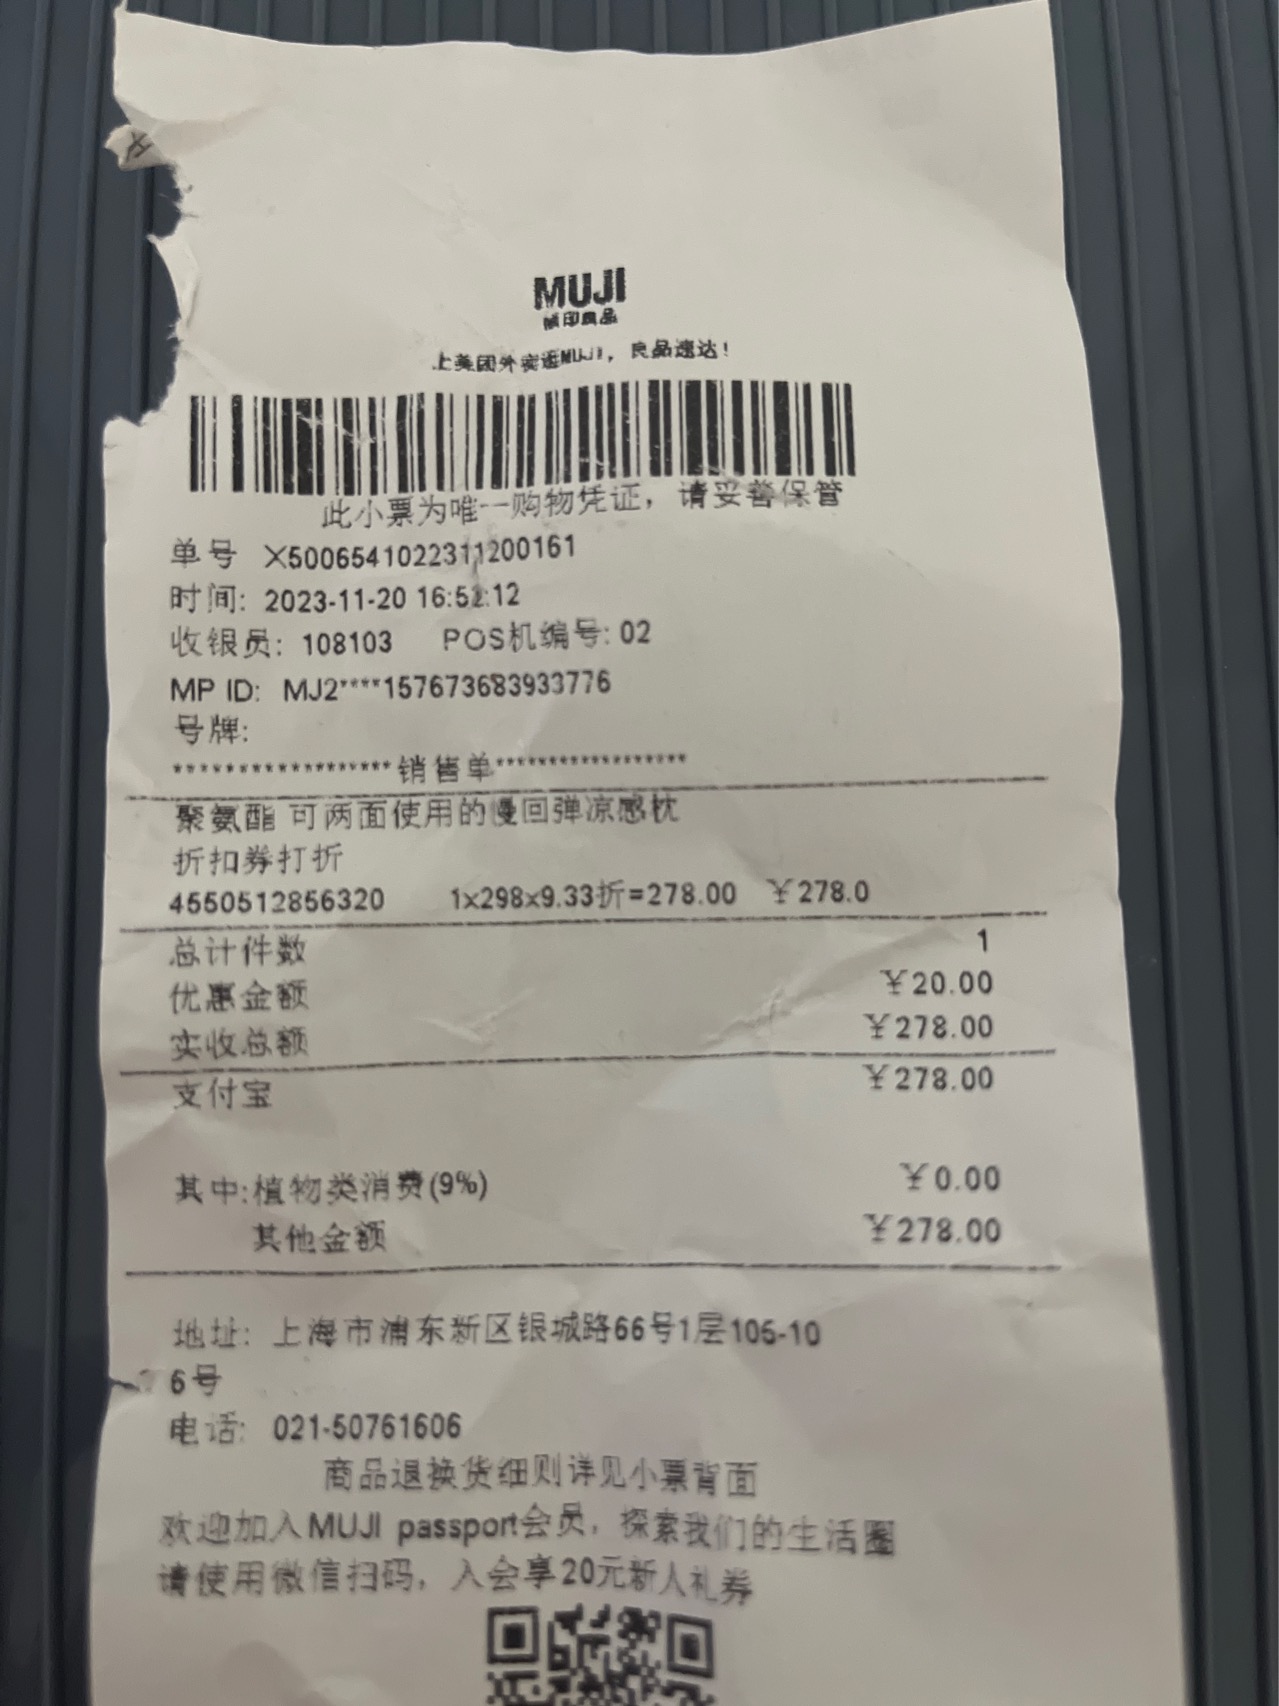 MUJI
無印良品
上美团外卖逛MUJI，良品速达！
此小票为唯一购物凭证，请妥善保管
单号 X5006541022311200161
时间: 2023-11-20 16:52:12
收银员: 108103 POS机编号: 02
MP ID: MJ2****157673683933776
号牌:
*****************销售单*****************
聚氨酯 可两面使用的慢回弹凉感枕
折扣券打折
4550512856320 1x298x9.33折=278.00 ￥278.0
总计件数 1
优惠金额 ￥20.00
实收总额 ￥278.00
支付宝 ￥278.00
其中:植物类消费(9%) ￥0.00
其他金额 ￥278.00
地址: 上海市浦东新区银城路66号1层105-10
6号
电话: 021-50761606
商品退换货细则详见小票背面
欢迎加入MUJI passport会员，探索我们的生活圈
请使用微信扫码，入会享20元新人礼券